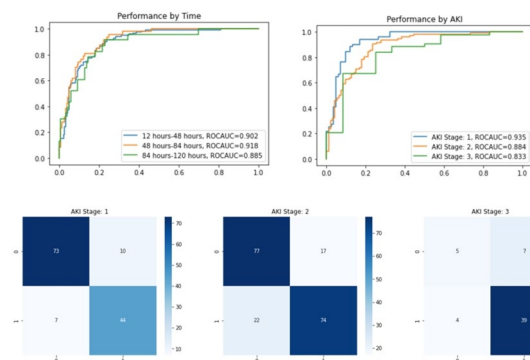 Performance by Time
1.0
0.8
0.6
0.4
0.2
0.0
12 hours-48 hours, ROCAUC=0.902
48 hours-84 hours, ROCAUC=0.918
84 hours-120 hours, ROCAUC=0.885
0.0 0.2 0.4 0.6 0.8 1.0
Performance by AKI
1.0
0.8
0.6
0.4
0.2
0.0
AKI Stage: 1, ROCAUC=0.935
AKI Stage: 2, ROCAUC=0.884
AKI Stage: 3, ROCAUC=0.833
0.0 0.2 0.4 0.6 0.8 1.0
AKI Stage: 1
0 73 10
1 7 44
70
60
50
40
30
20
10
AKI Stage: 2
0 77 17
1 22 74
70
60
50
40
30
20
AKI Stage: 3
0 5 7
1 4 39